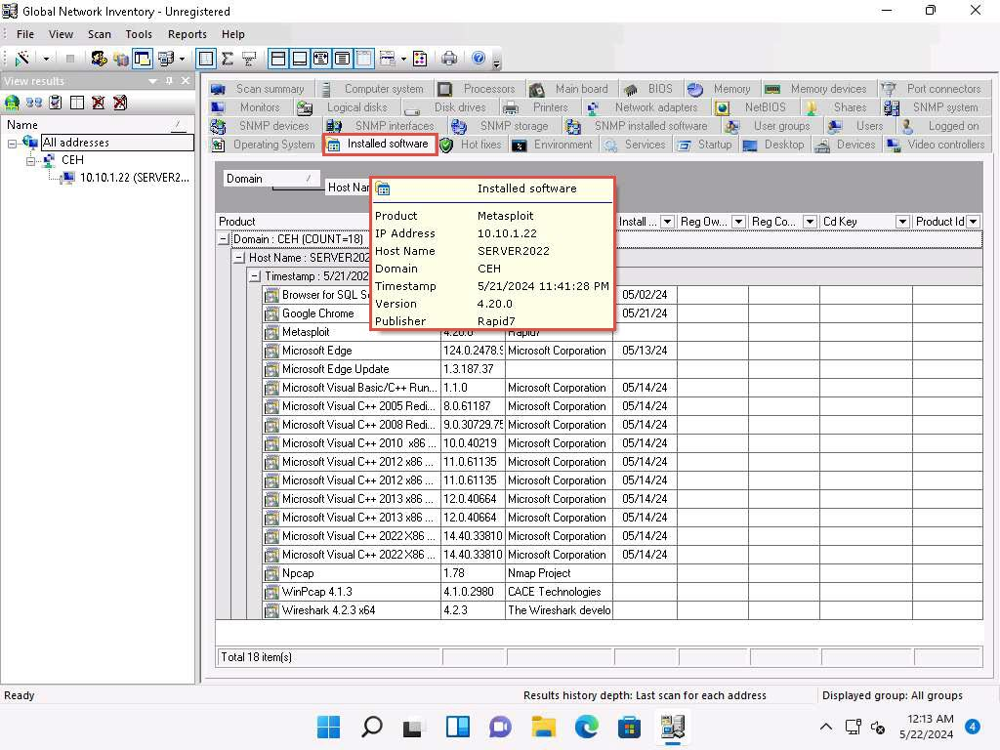 Global Network Inventory - Unregistered
File View Scan Tools Reports Help
View results
Name
All addresses
CEH
10.10.1.22 (SERVER2...
Scan summary Computer system Processors Main board BIOS Memory Memory devices Port connectors
Monitors Logical disks Disk drives Printers Network adapters NetBIOS Shares SNMP system
SNMP devices SNMP interfaces SNMP storage SNMP installed software User groups Users Logged on
Operating System Installed software Hot fixes Environment Services Startup Desktop Devices Video controllers
Domain
Host Nam
Installed software
Product Metasploit
IP Address 10.10.1.22
Host Name SERVER2022
Domain CEH
Timestamp 5/21/2024 11:41:28 PM
Version 4.20.0
Publisher Rapid7
Product Install ... Reg Ow... Reg Co... Cd Key Product Id
Domain : CEH (COUNT=18)
Host Name : SERVER202
Timestamp : 5/21/202
Browser for SQL Se 05/02/24
Google Chrome 05/21/24
Metasploit 4.20.0 Rapid7
Microsoft Edge 124.0.2478.9 Microsoft Corporation 05/13/24
Microsoft Edge Update 1.3.187.37
Microsoft Visual Basic/C++ Run... 1.1.0 Microsoft Corporation 05/14/24
Microsoft Visual C++ 2005 Redi... 8.0.61187 Microsoft Corporation 05/14/24
Microsoft Visual C++ 2008 Redi... 9.0.30729.75 Microsoft Corporation 05/14/24
Microsoft Visual C++ 2010 x86 ... 10.0.40219 Microsoft Corporation 05/14/24
Microsoft Visual C++ 2012 x86 ... 11.0.61135 Microsoft Corporation 05/14/24
Microsoft Visual C++ 2012 x86 ... 11.0.61135 Microsoft Corporation 05/14/24
Microsoft Visual C++ 2013 x86 ... 12.0.40664 Microsoft Corporation 05/14/24
Microsoft Visual C++ 2013 x86 ... 12.0.40664 Microsoft Corporation 05/14/24
Microsoft Visual C++ 2022 X86 ... 14.40.33810 Microsoft Corporation 05/14/24
Microsoft Visual C++ 2022 X86 ... 14.40.33810 Microsoft Corporation 05/14/24
Npcap 1.78 Nmap Project
WinPcap 4.1.3 4.1.0.2980 CACE Technologies
Wireshark 4.2.3 x64 4.2.3 The Wireshark develo
Total 18 item(s)
Ready Results history depth: Last scan for each address Displayed group: All groups
12:13 AM
5/22/2024
4